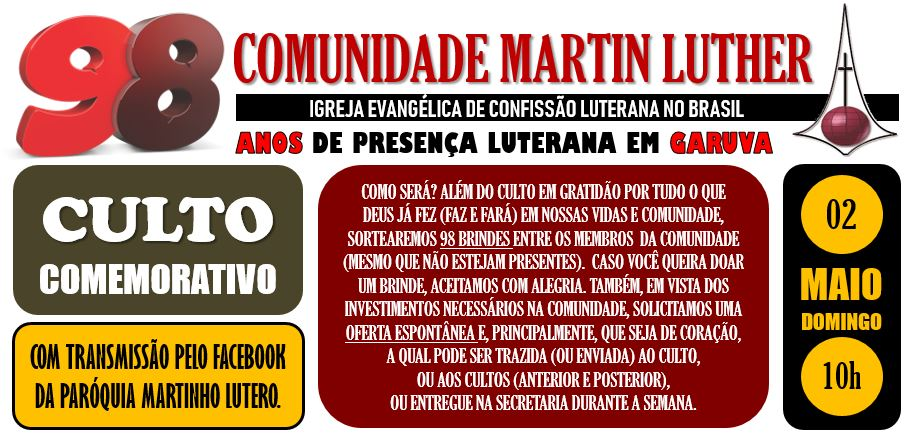 98
COMUNIDADE MARTIN LUTHER
IGREJA EVANGÉLICA DE CONFISSÃO LUTERANA NO BRASIL
ANOS DE PRESENÇA LUTERANA EM GARUVA
CULTO
COMEMORATIVO
COM TRANSMISSÃO PELO FACEBOOK
DA PARÓQUIA MARTINHO LUTERO.
COMO SERÁ? ALÉM DO CULTO EM GRATIDÃO POR TUDO O QUE
DEUS JÁ FEZ (FAZ E FARÁ) EM NOSSAS VIDAS E COMUNIDADE,
SORTEAREMOS 98 BRINDES ENTRE OS MEMBROS DA COMUNIDADE
(MESMO QUE NÃO ESTEJAM PRESENTES). CASO VOCÊ QUEIRA DOAR
UM BRINDE, ACEITAMOS COM ALEGRIA. TAMBÉM, EM VISTA DOS
INVESTIMENTOS NECESSÁRIOS NA COMUNIDADE, SOLICITAMOS UMA
OFERTA ESPONTÂNEA E, PRINCIPALMENTE, QUE SEJA DE CORAÇÃO,
A QUAL PODE SER TRAZIDA (OU ENVIADA) AO CULTO,
OU AOS CULTOS (ANTERIOR E POSTERIOR),
OU ENTREGUE NA SECRETARIA DURANTE A SEMANA.
02
MAIO
DOMINGO
10h